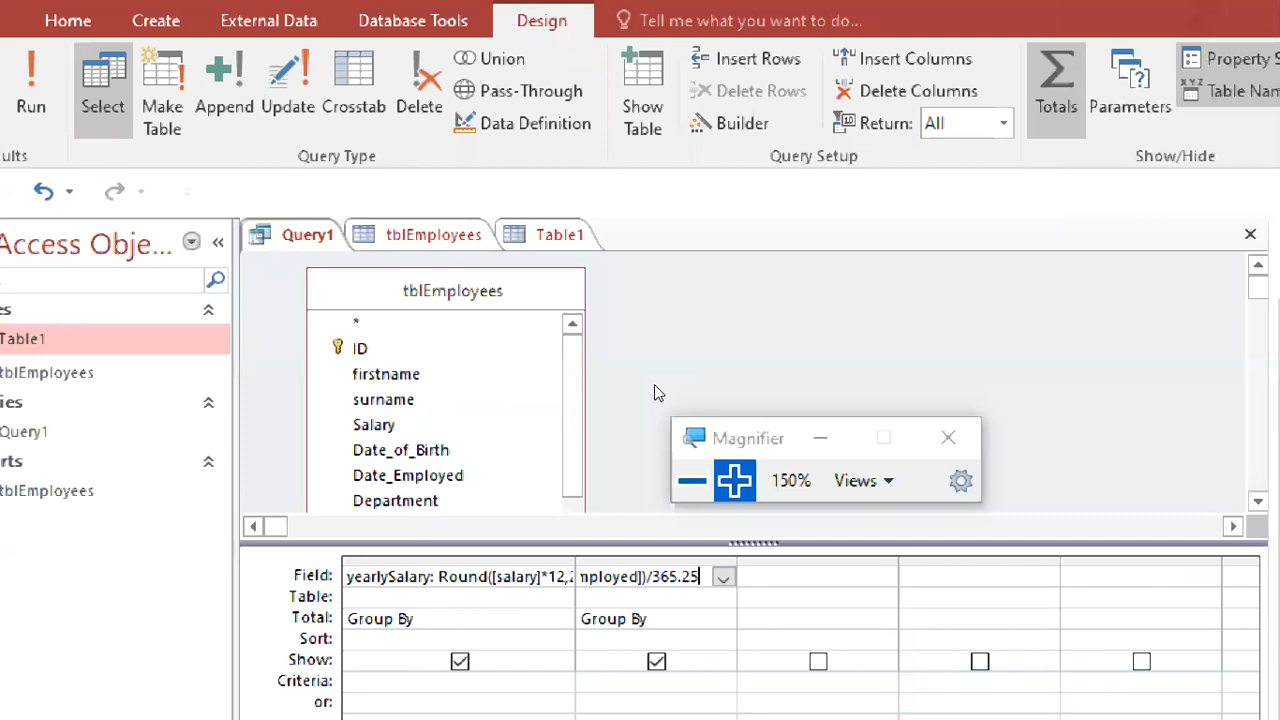 Home Create External Data Database Tools Design Tell me what you want to do...
Run Select Make Table Append Update Crosstab Delete
Union
Pass-Through
Data Definition
Show Table
Insert Rows
Delete Rows
Builder
Insert Columns
Delete Columns
Return: All
Totals Parameters
Property S
Table Nam
ults Query Type Query Setup Show/Hide
Access Obje...
es
Table1
tblEmployees
ies
Query1
rts
tblEmployees
Query1 tblEmployees Table1
tblEmployees
*
ID
firstname
surname
Salary
Date_of_Birth
Date_Employed
Department
Magnifier
150% Views
Field: yearlySalary: Round([salary]*12,2 mployed])/365.25
Table:
Total: Group By Group By
Sort:
Show:
Criteria:
or: